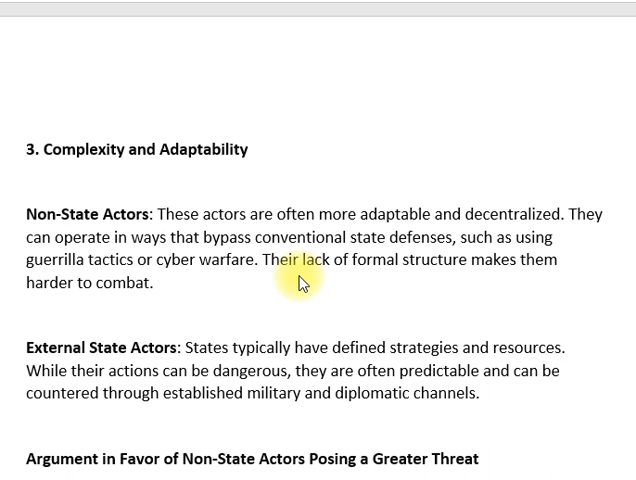 3. Complexity and Adaptability
Non-State Actors: These actors are often more adaptable and decentralized. They
can operate in ways that bypass conventional state defenses, such as using
guerrilla tactics or cyber warfare. Their lack of formal structure makes them
harder to combat.
External State Actors: States typically have defined strategies and resources.
While their actions can be dangerous, they are often predictable and can be
countered through established military and diplomatic channels.
Argument in Favor of Non-State Actors Posing a Greater Threat